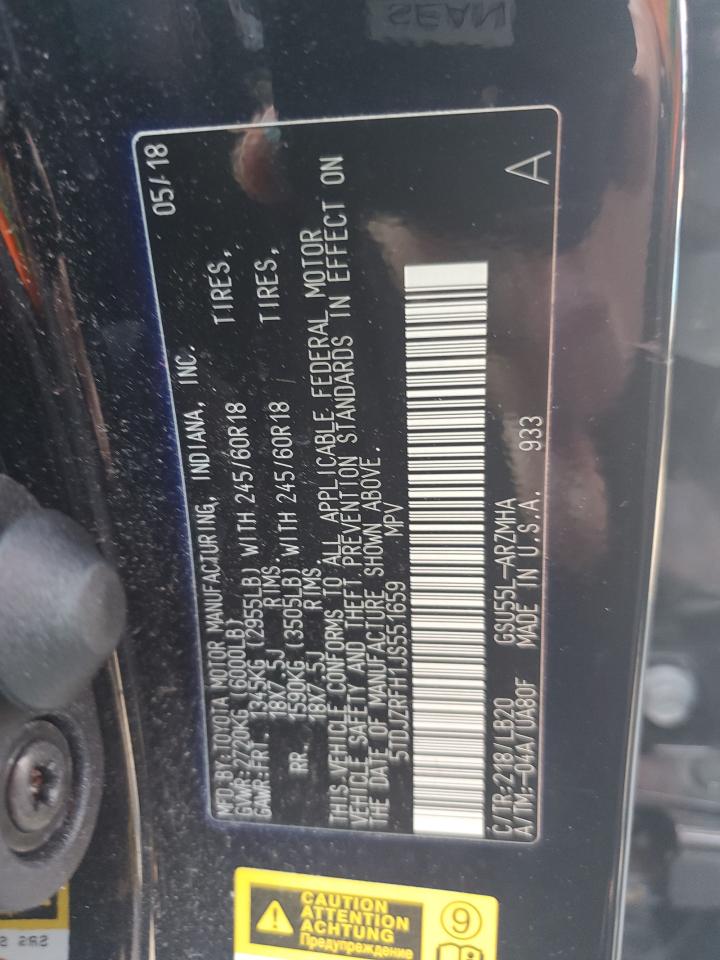 MFD.BY:TOYOTA MOTOR MANUFACTURING, INDIANA, INC. 05/18
GVWR:2720KG (6000LB)
GAWR:FRT. 1345KG (2955LB) WITH 245/60R18 TIRES,
18X7.5J RIMS
RR. 1590KG (3505LB) WITH 245/60R18 TIRES,
18X7.5J RIMS.
THIS VEHICLE CONFORMS TO ALL APPLICABLE FEDERAL MOTOR
VEHICLE SAFETY AND THEFT PREVENTION STANDARDS IN EFFECT ON
THE DATE OF MANUFACTURE SHOWN ABOVE.
5TDJZRFH1JS551659 MPV
C/TR:218/LB20 GSU55L-ARZMHA
A/TM:-04A/UA80F MADE IN U.S.A. 933
A
CAUTION
ATTENTION
ACHTUNG
Предупреждение
9
SRS
SEAN